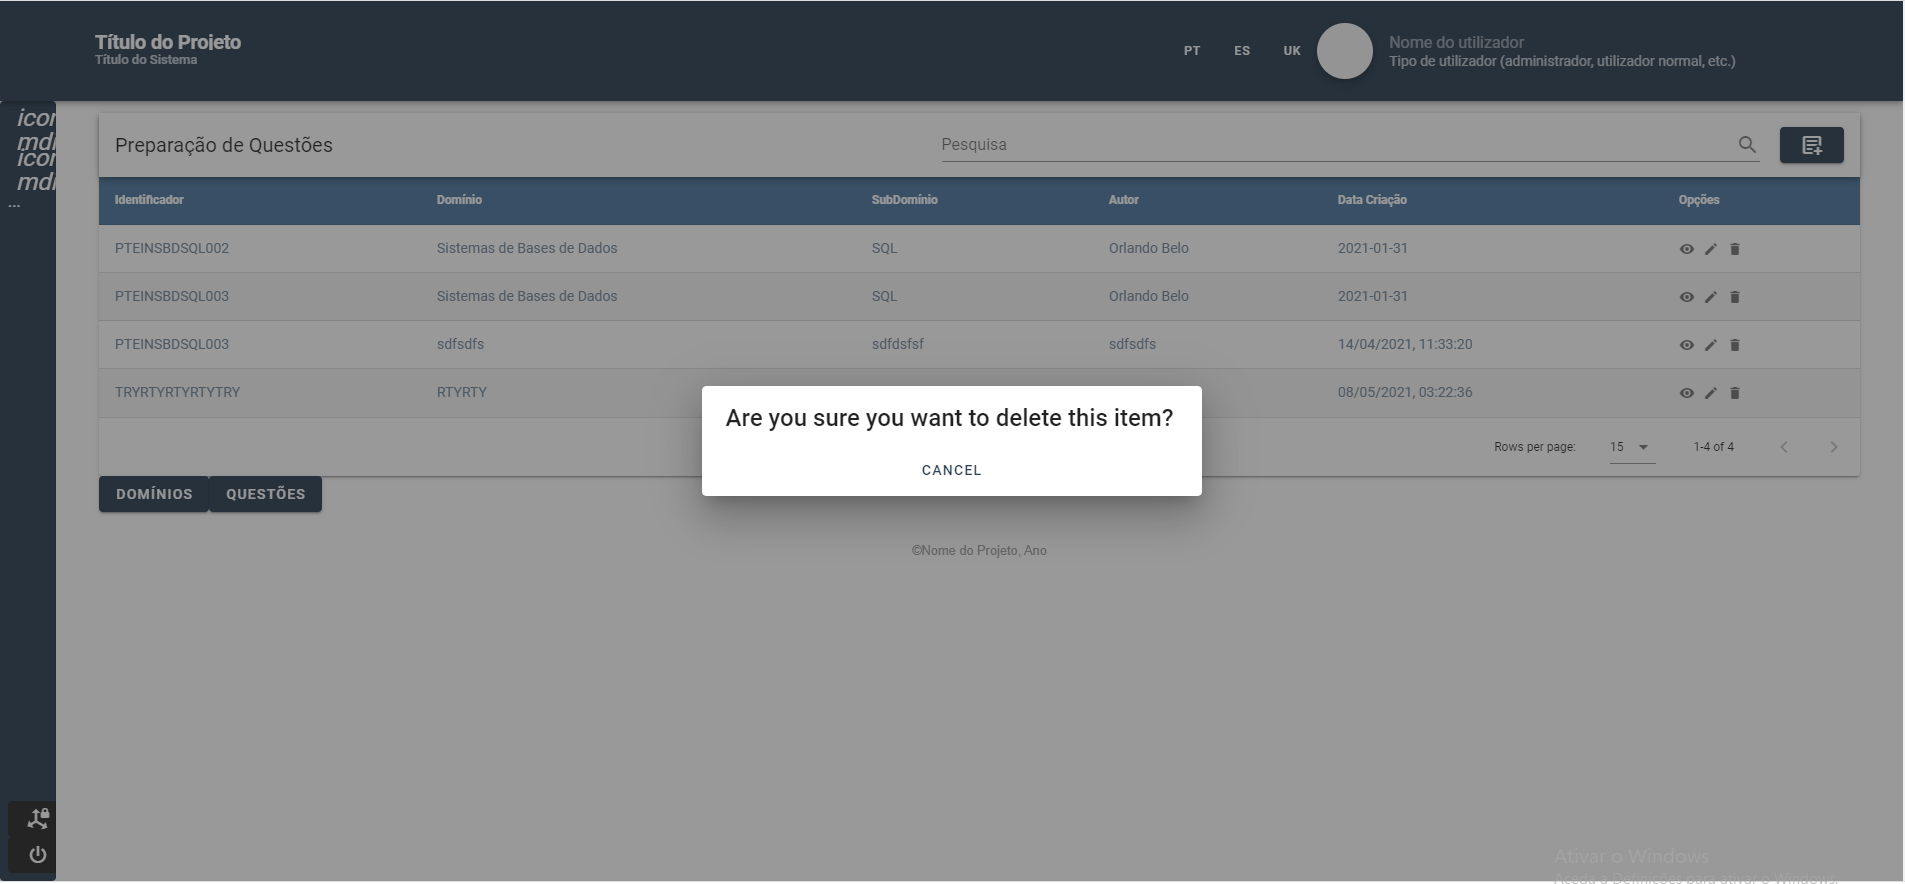 Título do Projeto
Título do Sistema
PT ES UK
Nome do utilizador
Tipo de utilizador (administrador, utilizador normal, etc.)
icon
mdi
icon
mdi
...
Preparação de Questões
Pesquisa
Identificador Domínio SubDomínio Autor Data Criação Opções
PTEINSBDSQL002 Sistemas de Bases de Dados SQL Orlando Belo 2021-01-31
PTEINSBDSQL003 Sistemas de Bases de Dados SQL Orlando Belo 2021-01-31
PTEINSBDSQL003 sdfsdfs sdfdsfsf sdfsdfs 14/04/2021, 11:33:20
TRYRTYRTYRTYTRY RTYRTY 08/05/2021, 03:22:36
Are you sure you want to delete this item?
CANCEL
Rows per page: 15 1-4 of 4
DOMÍNIOS QUESTÕES
©Nome do Projeto, Ano
Ativar o Windows
Aceda a Definições para ativar o Windows.